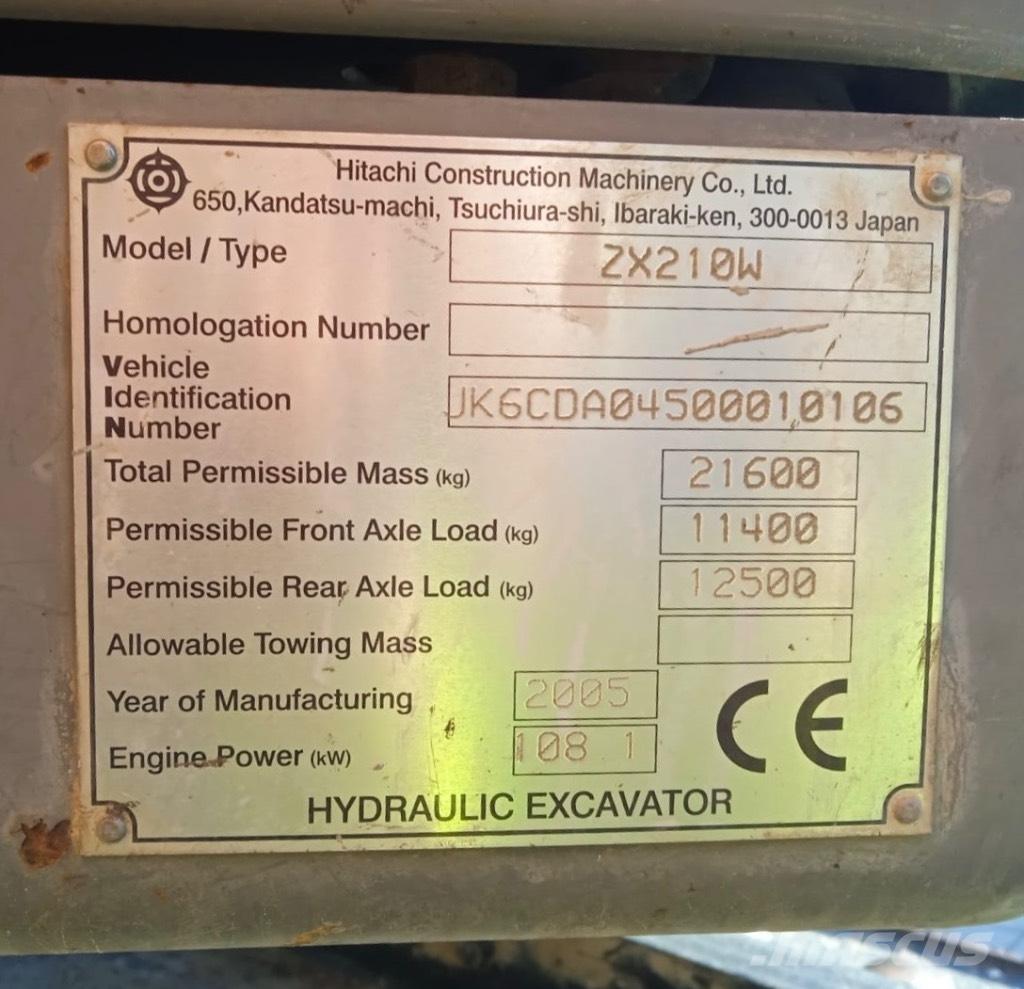 Hitachi Construction Machinery Co., Ltd.
650,Kandatsu-machi, Tsuchiura-shi, Ibaraki-ken, 300-0013 Japan
Model / Type ZX210W
Homologation Number
Vehicle
Identification JK6CDA04500010106
Number
Total Permissible Mass (kg) 21600
Permissible Front Axle Load (kg) 11400
Permissible Rear Axle Load (kg) 12500
Allowable Towing Mass
Year of Manufacturing 2005
Engine Power (kW) 108 1
CE
HYDRAULIC EXCAVATOR
mascus